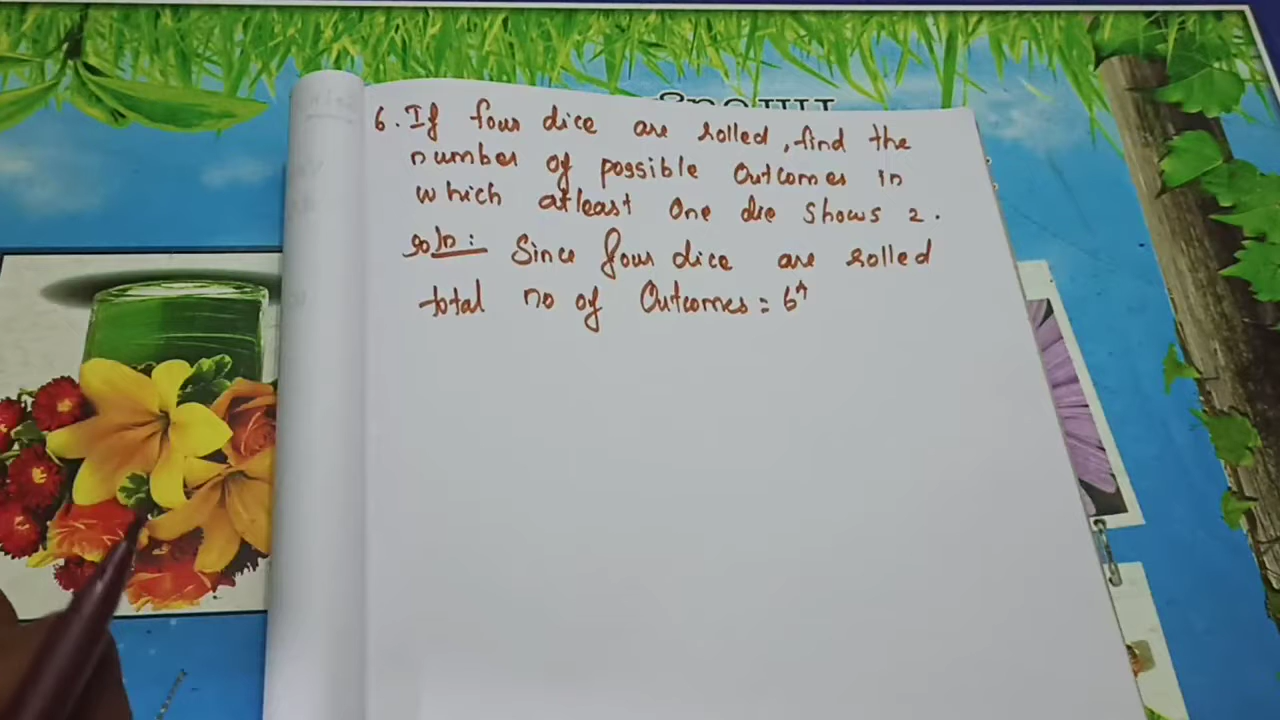 6. If four dice are rolled, find the
number of possible Outcomes in
which atleast One die shows 2.
soln: Since four dice are rolled
total no of Outcomes = 6⁴